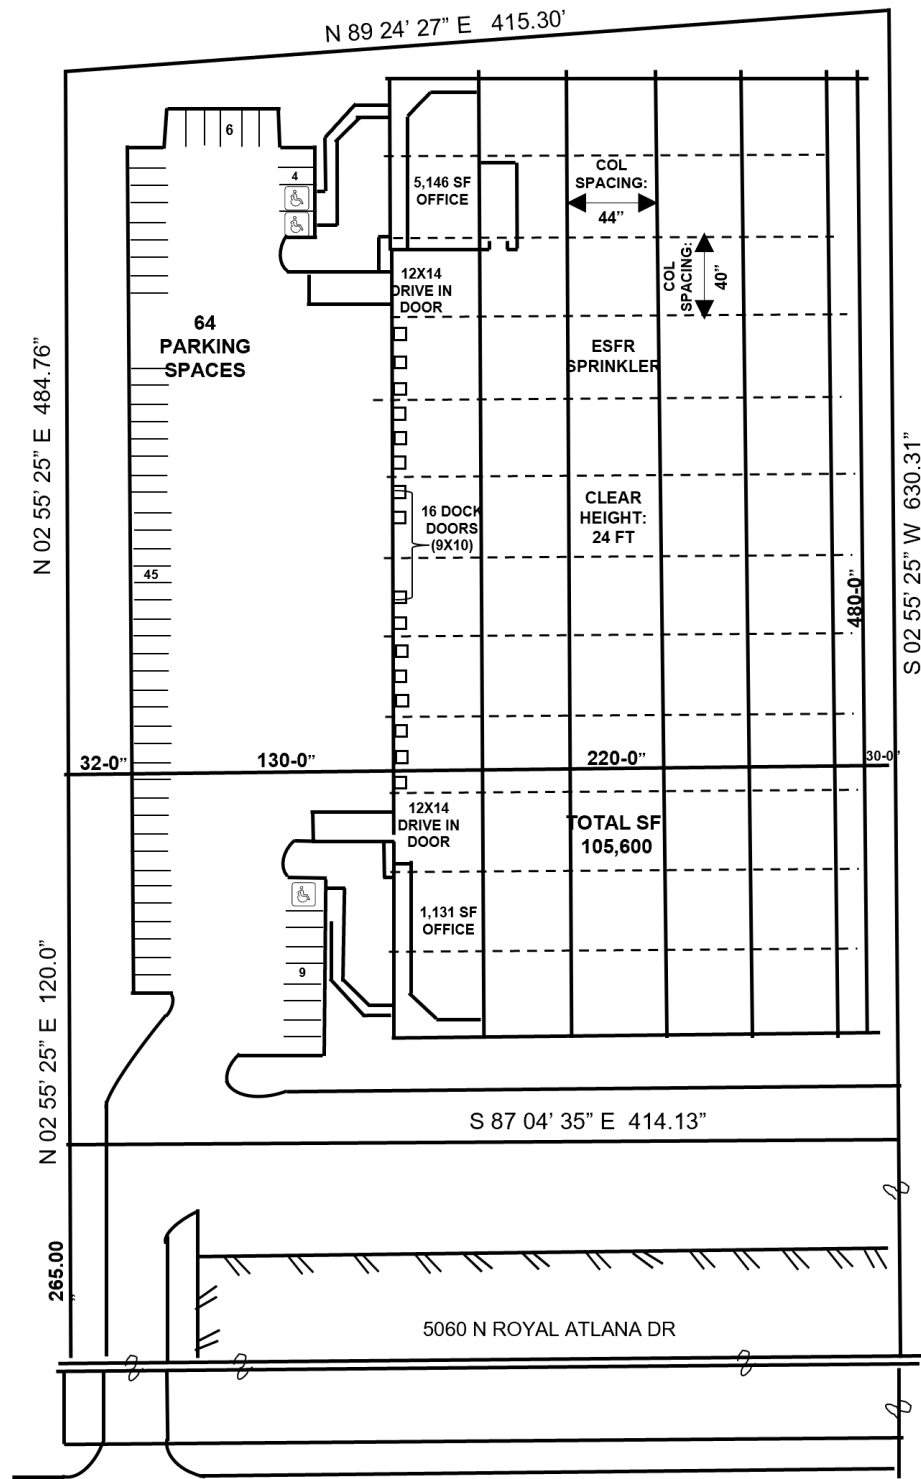 N 89 24’ 27” E 415.30’
6
4
5,146 SF
OFFICE
COL
SPACING:
44”
COL
SPACING:
40”
12X14
DRIVE IN
DOOR
64
PARKING
SPACES
ESFR
SPRINKLER
N 02 55’ 25” E 484.76”
S 02 55’ 25” W 630.31”
CLEAR
HEIGHT:
24 FT
16 DOCK
DOORS
(9X10)
45
480-0”
32-0”
130-0”
220-0”
30-0”
12X14
DRIVE IN
DOOR
TOTAL SF
105,600
1,131 SF
OFFICE
9
N 02 55’ 25” E 120.0”
S 87 04’ 35” E 414.13”
265.00
”
5060 N ROYAL ATLANA DR